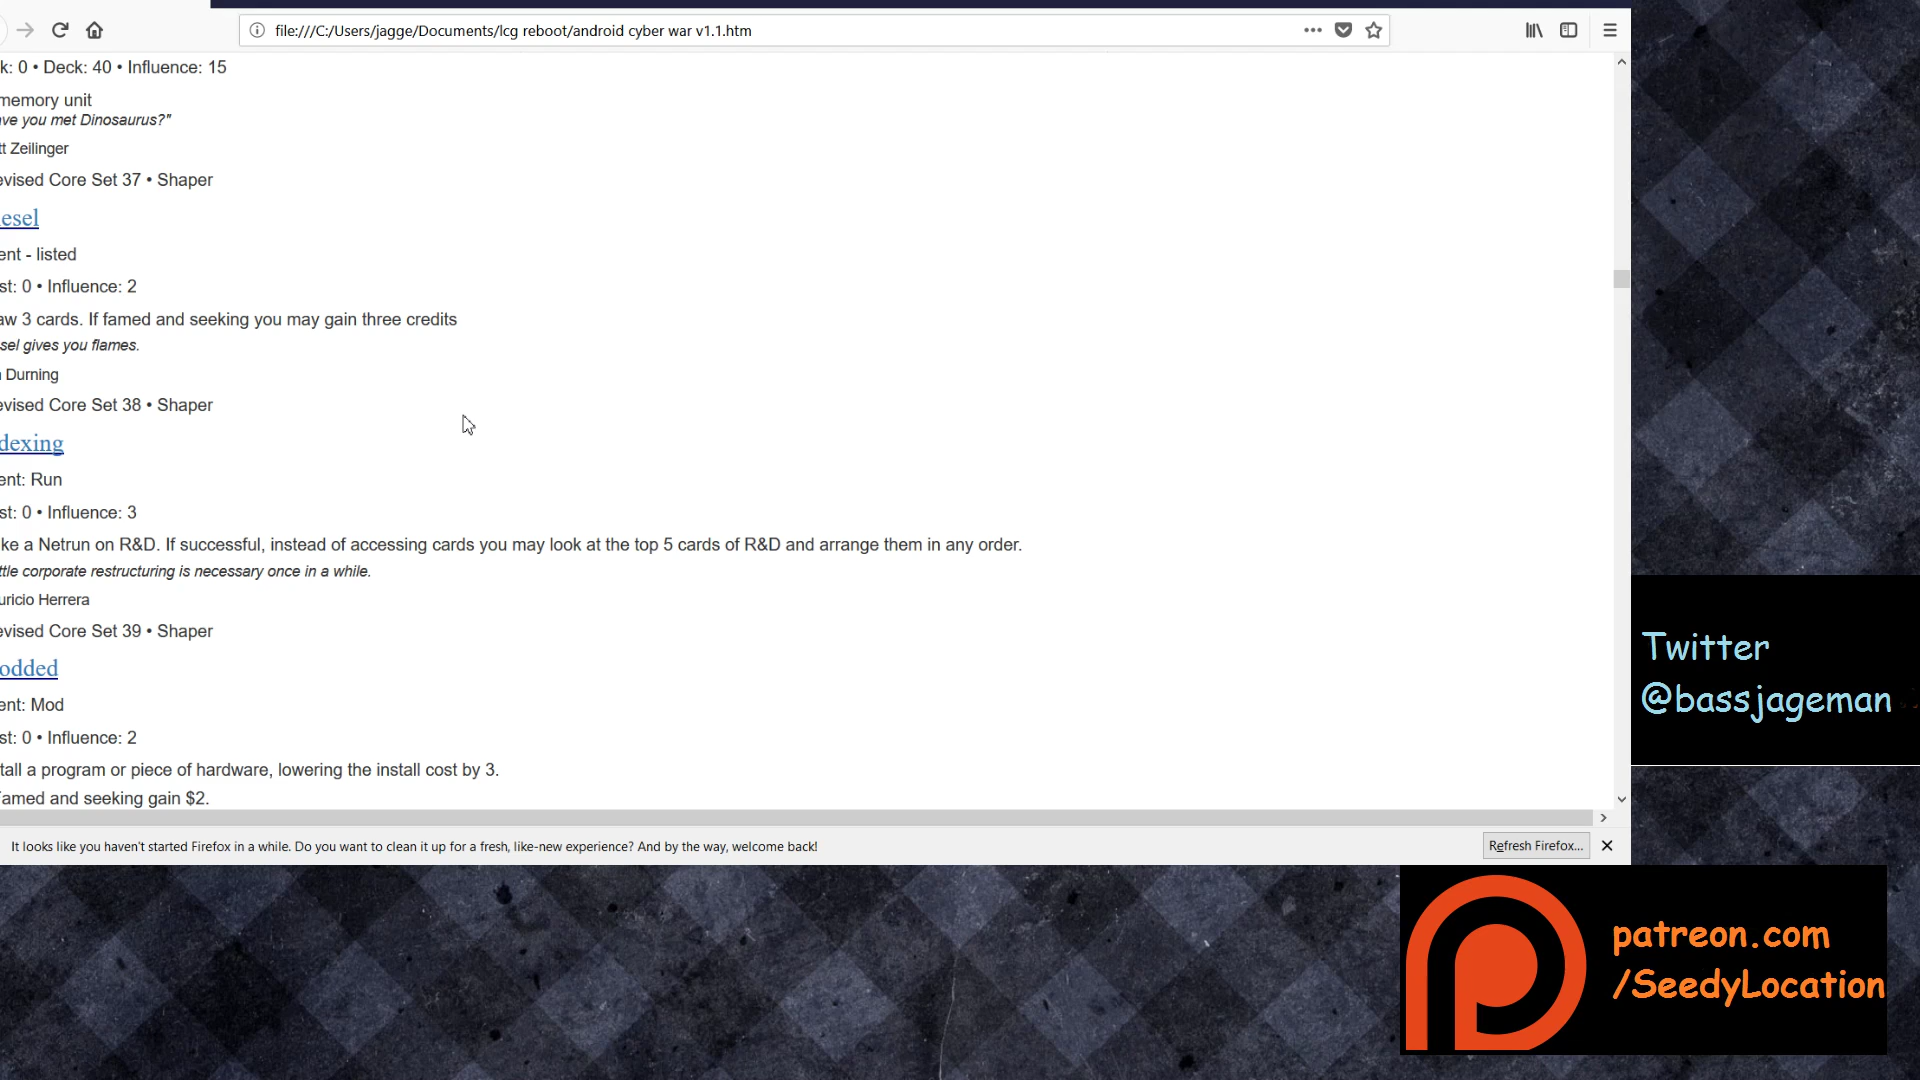 file:///C:/Users/jagge/Documents/lcg reboot/android cyber war v1.1.htm
k: 0 • Deck: 40 • Influence: 15
memory unit
ave you met Dinosaurus?"
tt Zeilinger
evised Core Set 37 • Shaper
iesel
ent - listed
st: 0 • Influence: 2
aw 3 cards. If famed and seeking you may gain three credits
sel gives you flames.
n Durning
evised Core Set 38 • Shaper
dexing
ent: Run
st: 0 • Influence: 3
ke a Netrun on R&D. If successful, instead of accessing cards you may look at the top 5 cards of R&D and arrange them in any order.
ttle corporate restructuring is necessary once in a while.
uricio Herrera
evised Core Set 39 • Shaper
odded
ent: Mod
st: 0 • Influence: 2
tall a program or piece of hardware, lowering the install cost by 3.
famed and seeking gain $2.
It looks like you haven't started Firefox in a while. Do you want to clean it up for a fresh, like-new experience? And by the way, welcome back!
Refresh Firefox...
Twitter
@bassjageman
patreon.com
/SeedyLocation